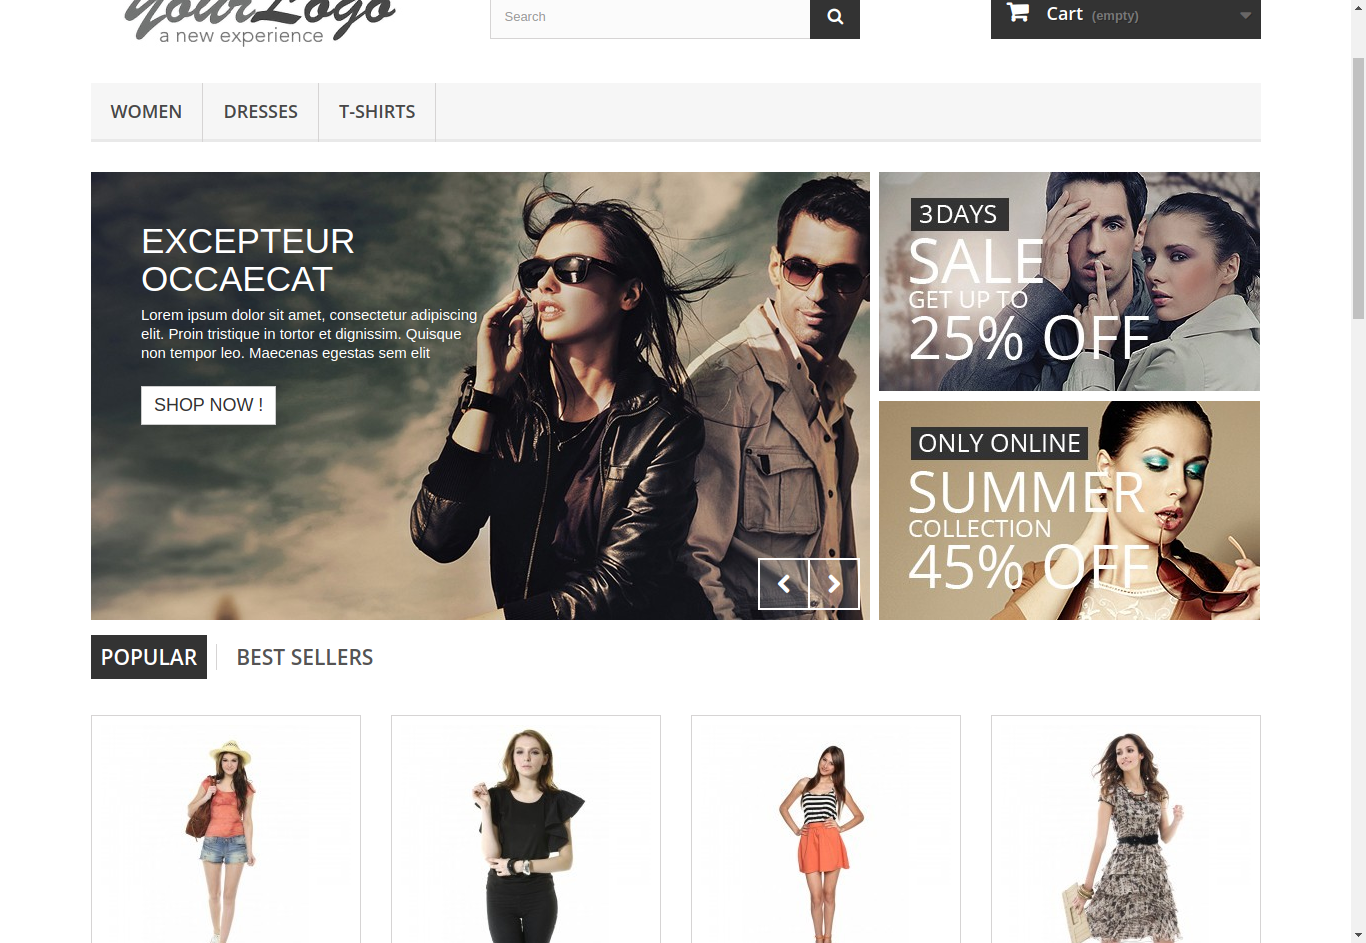 yourLogo
a new experience
Search
Cart (empty)
WOMEN
DRESSES
T-SHIRTS
EXCEPTEUR
OCCAECAT
Lorem ipsum dolor sit amet, consectetur adipiscing
elit. Proin tristique in tortor et dignissim. Quisque
non tempor leo. Maecenas egestas sem elit
SHOP NOW !
3DAYS
SALE
GET UP TO
25% OFF
ONLY ONLINE
SUMMER
COLLECTION
45% OFF
POPULAR
BEST SELLERS